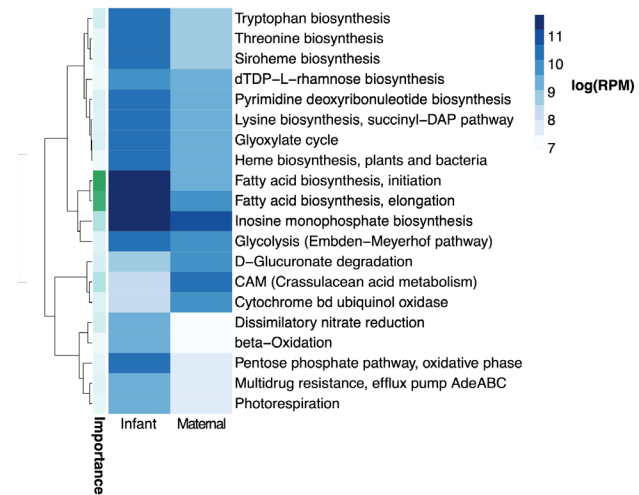 Tryptophan biosynthesis
Threonine biosynthesis
Siroheme biosynthesis
dTDP−L−rhamnose biosynthesis
Pyrimidine deoxyribonuleotide biosynthesis
Lysine biosynthesis, succinyl−DAP pathway
Glyoxylate cycle
Heme biosynthesis, plants and bacteria
Fatty acid biosynthesis, initiation
Fatty acid biosynthesis, elongation
Inosine monophosphate biosynthesis
Glycolysis (Embden−Meyerhof pathway)
D−Glucuronate degradation
CAM (Crassulacean acid metabolism)
Cytochrome bd ubiquinol oxidase
Dissimilatory nitrate reduction
beta−Oxidation
Pentose phosphate pathway, oxidative phase
Multidrug resistance, efflux pump AdeABC
Photorespiration
Importance
Infant
Maternal
11
10
9
8
7
log(RPM)